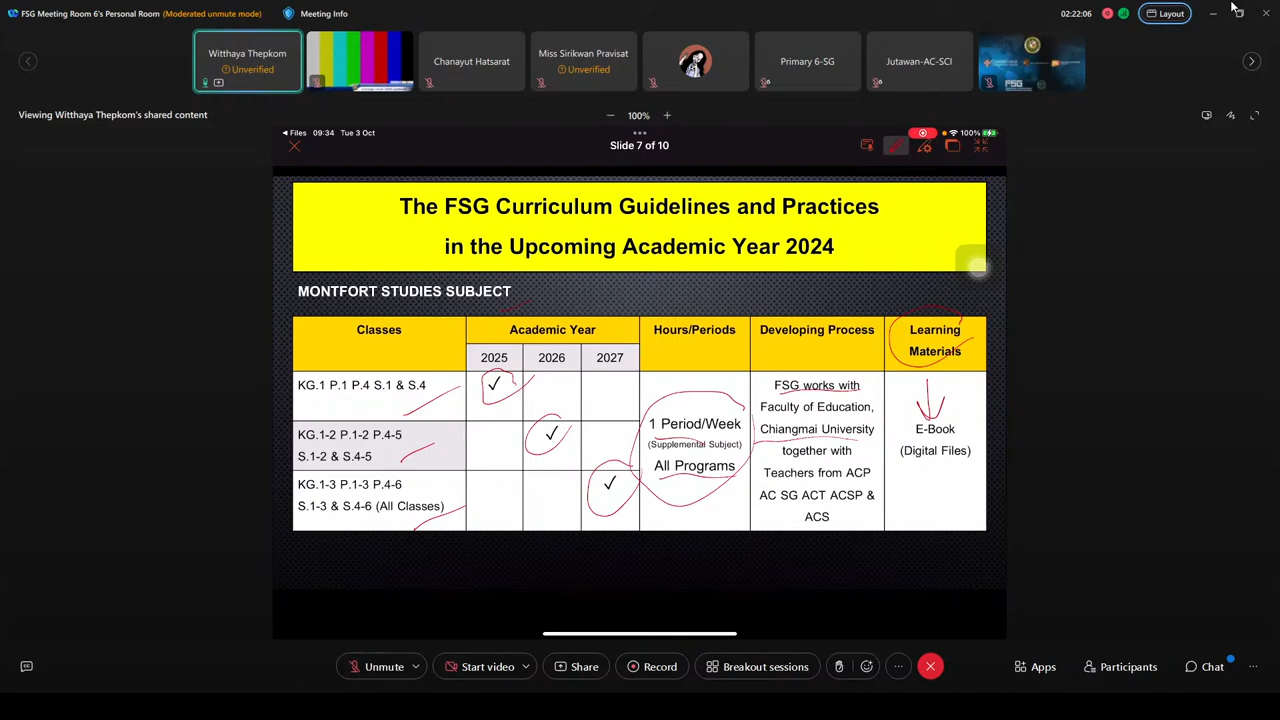 FSG Meeting Room 6's Personal Room (Moderated unmute mode)
Meeting Info
02:22:06
Layout
Witthaya Thepkom
Unverified
Chanayut Hatsarat
Miss Sirikwan Pravisat
Unverified
Primary 6-SG
Jutawan-AC-SCI
FSG
Viewing Witthaya Thepkom's shared content
100%
Files 09:34 Tue 3 Oct
100%
Slide 7 of 10
The FSG Curriculum Guidelines and Practices
in the Upcoming Academic Year 2024
MONTFORT STUDIES SUBJECT
Classes
Academic Year
Hours/Periods
Developing Process
Learning
Materials
2025
2026
2027
KG.1 P.1 P.4 S.1 & S.4
✓
KG.1-2 P.1-2 P.4-5
S.1-2 & S.4-5
✓
KG.1-3 P.1-3 P.4-6
S.1-3 & S.4-6 (All Classes)
✓
1 Period/Week
(Supplemental Subject)
All Programs
FSG works with
Faculty of Education,
Chiangmai University
together with
Teachers from ACP
AC SG ACT ACSP &
ACS
E-Book
(Digital Files)
Unmute
Start video
Share
Record
Breakout sessions
Apps
Participants
Chat